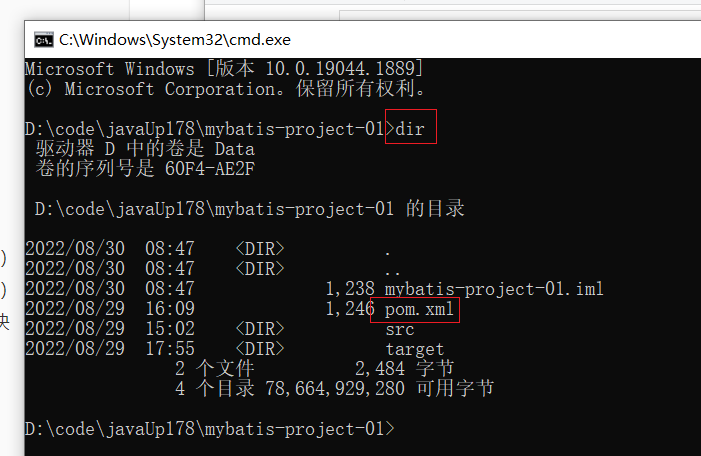 C:\Windows\System32\cmd.exe
Microsoft Windows [版本 10.0.19044.1889]
(c) Microsoft Corporation。保留所有权利。
D:\code\javaUp178\mybatis-project-01>dir
驱动器 D 中的卷是 Data
卷的序列号是 60F4-AE2F
D:\code\javaUp178\mybatis-project-01 的目录
2022/08/30 08:47 <DIR> .
2022/08/30 08:47 <DIR> ..
2022/08/30 08:47 1,238 mybatis-project-01.iml
2022/08/29 16:09 1,246 pom.xml
2022/08/29 15:02 <DIR> src
2022/08/29 17:55 <DIR> target
2 个文件 2,484 字节
4 个目录 78,664,929,280 可用字节
D:\code\javaUp178\mybatis-project-01>